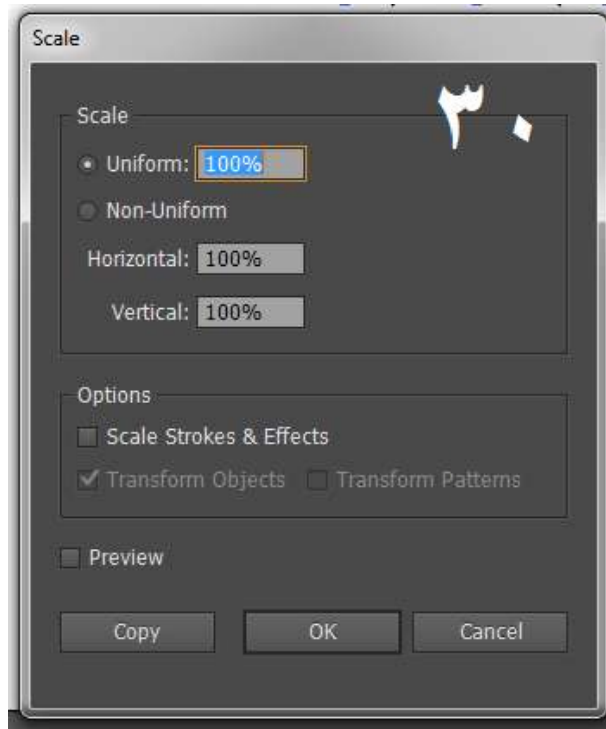 Scale
۳۰
Scale
Uniform: 100%
Non-Uniform
Horizontal: 100%
Vertical: 100%
Options
Scale Strokes & Effects
Transform Objects Transform Patterns
Preview
Copy OK Cancel